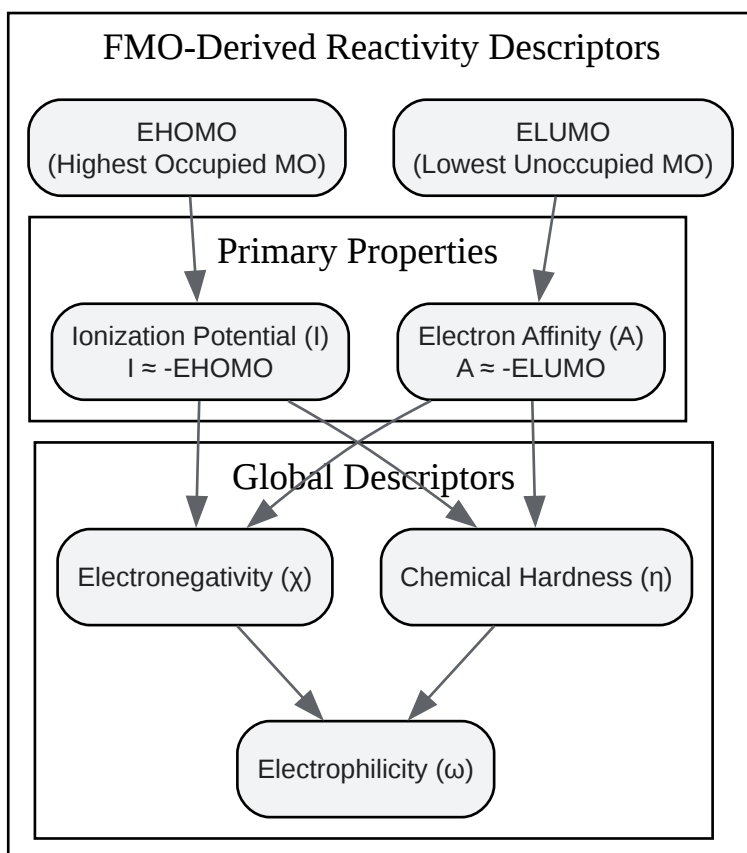 FMO-Derived Reactivity Descriptors
EHOMO
(Highest Occupied MO)
ELUMO
(Lowest Unoccupied MO)
Primary Properties
Ionization Potential (I)
I ≈ -EHOMO
Electron Affinity (A)
A ≈ -ELUMO
Global Descriptors
Electronegativity (χ)
Chemical Hardness (η)
Electrophilicity (ω)